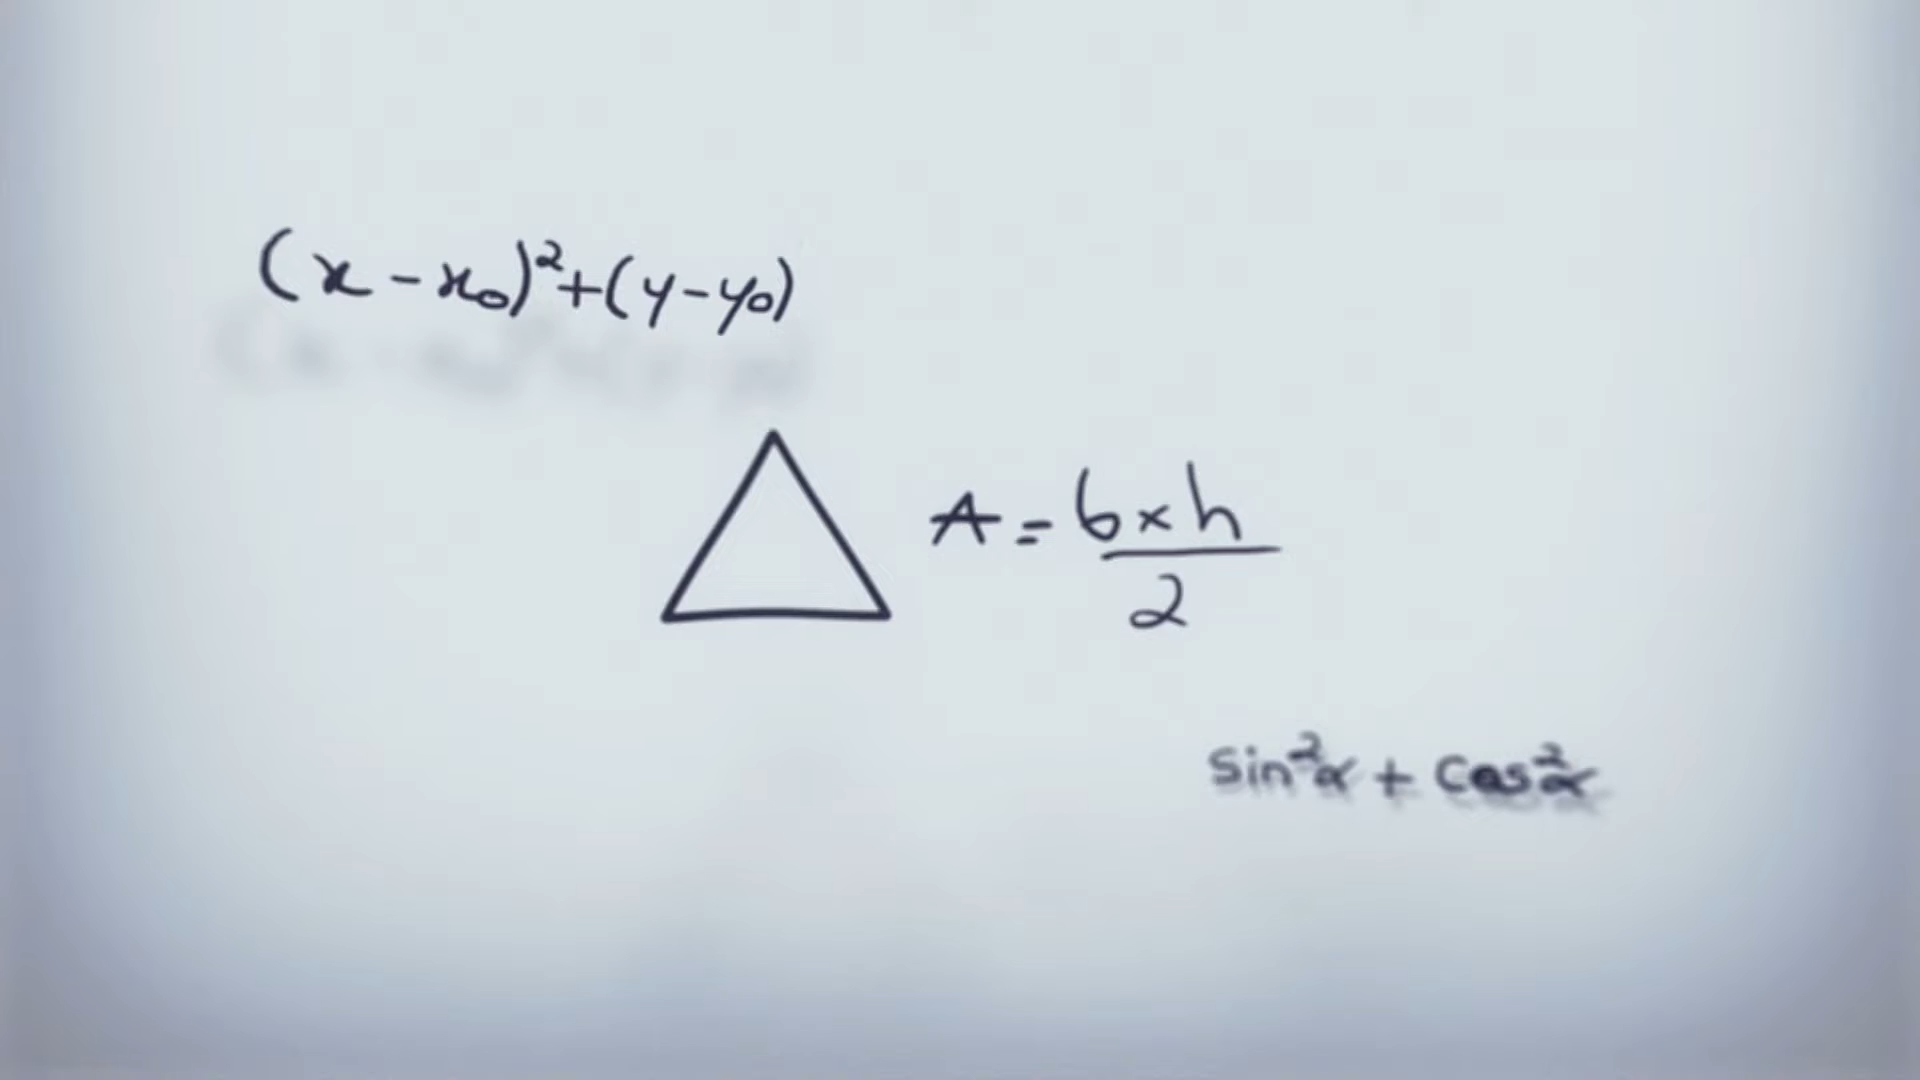 (x - x₀)² + (y - y₀)
A = b × h / 2
sin²α + cos²α